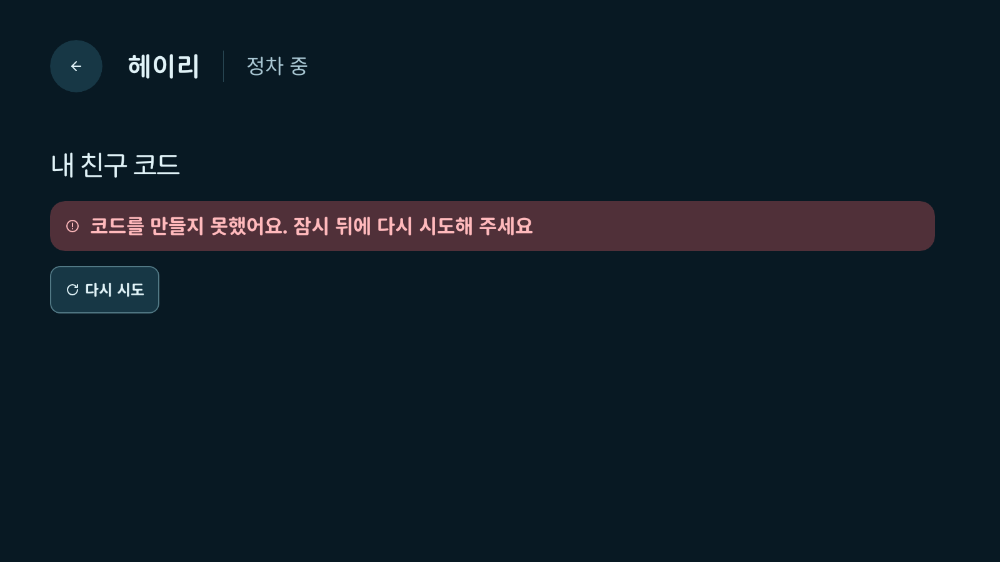 헤이리
정차 중
내 친구 코드
코드를 만들지 못했어요. 잠시 뒤에 다시 시도해 주세요
다시 시도